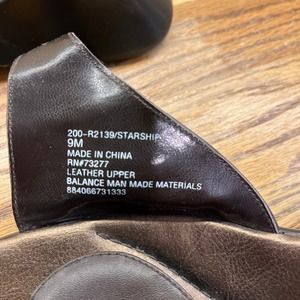 200-R2139/STARSHIP
9M
MADE IN CHINA
RN#73277
LEATHER UPPER
BALANCE MAN MADE MATERIALS
884066731333